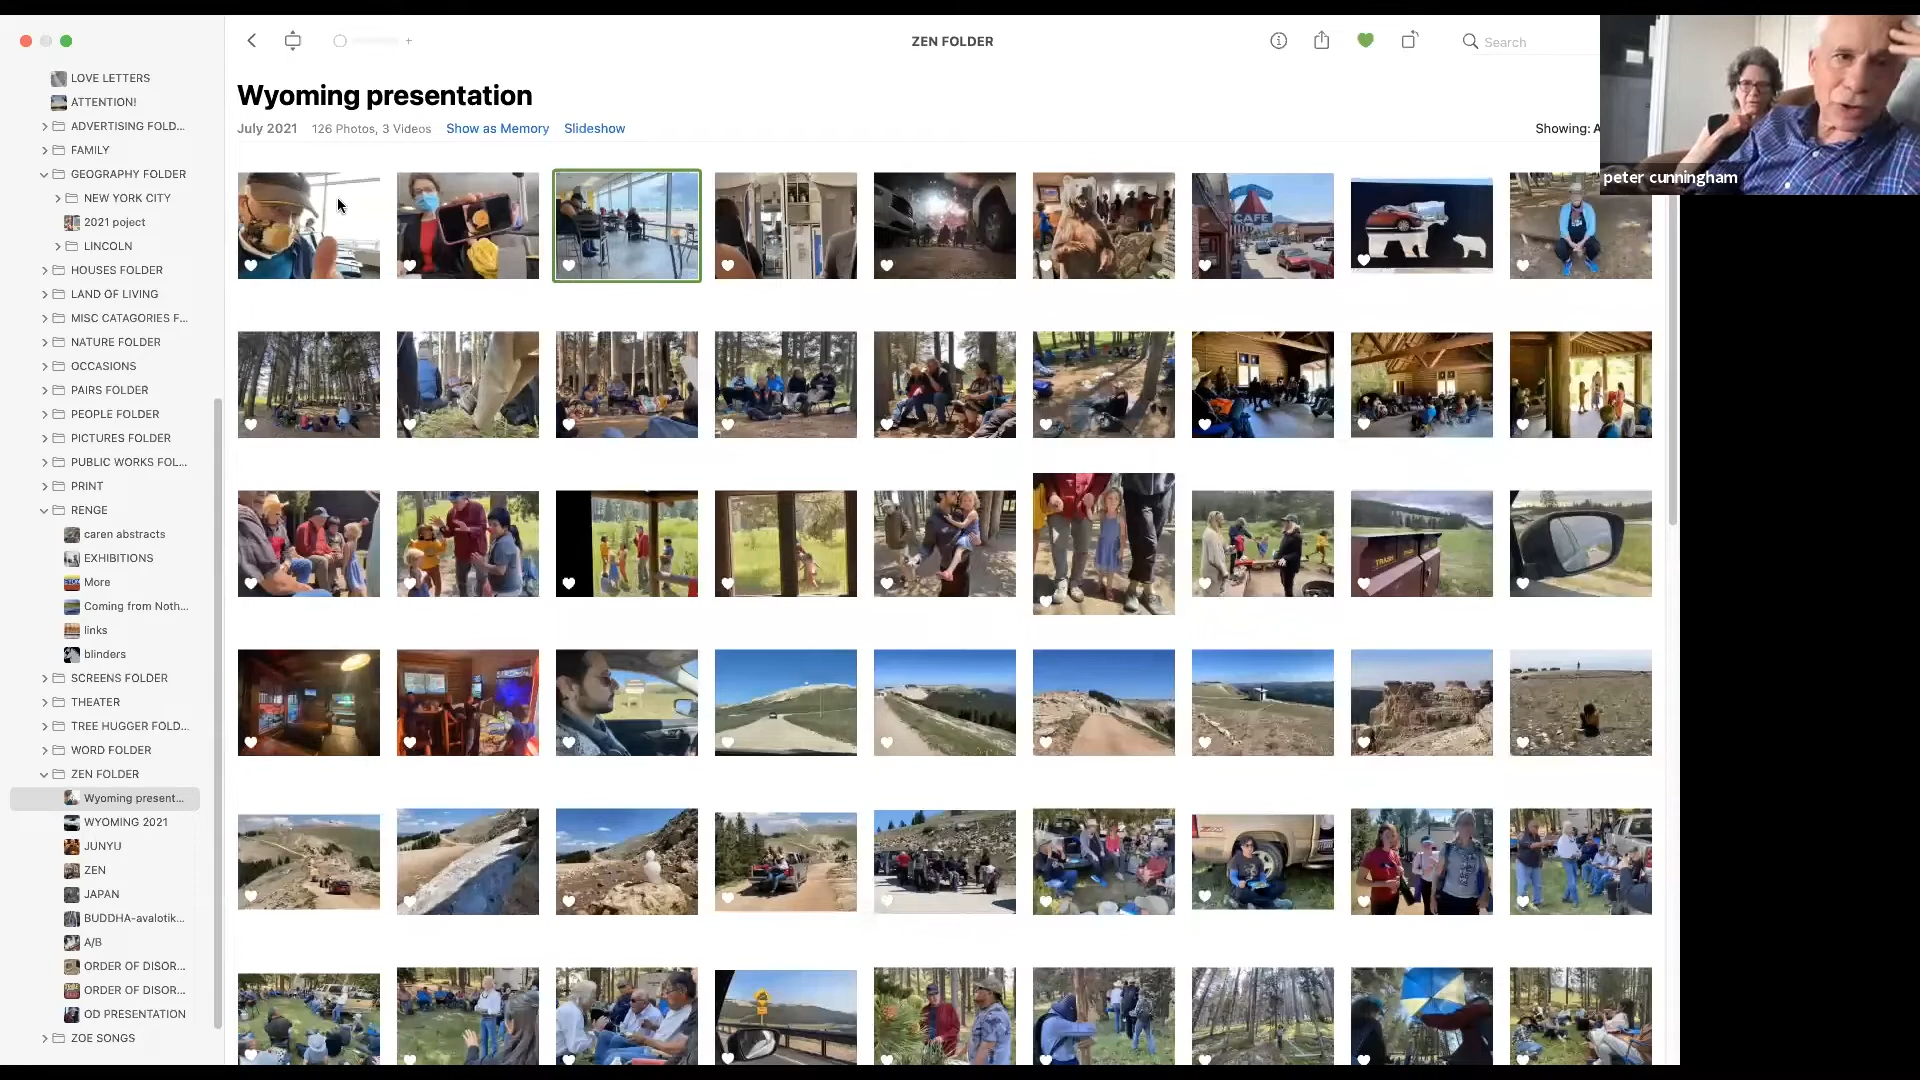 ZEN FOLDER
Search
Wyoming presentation
July 2021 126 Photos, 3 Videos Show as Memory Slideshow
Showing: A
peter cunningham
LOVE LETTERS
ATTENTION!
ADVERTISING FOLD...
FAMILY
GEOGRAPHY FOLDER
NEW YORK CITY
2021 poject
LINCOLN
HOUSES FOLDER
LAND OF LIVING
MISC CATAGORIES F...
NATURE FOLDER
OCCASIONS
PAIRS FOLDER
PEOPLE FOLDER
PICTURES FOLDER
PUBLIC WORKS FOL...
PRINT
RENGE
caren abstracts
EXHIBITIONS
More
Coming from Noth...
links
blinders
SCREENS FOLDER
THEATER
TREE HUGGER FOLD...
WORD FOLDER
ZEN FOLDER
Wyoming present...
WYOMING 2021
JUNYU
ZEN
JAPAN
BUDDHA-avalotik...
A/B
ORDER OF DISOR...
ORDER OF DISOR...
OD PRESENTATION
ZOE SONGS
CAFE
TRASH